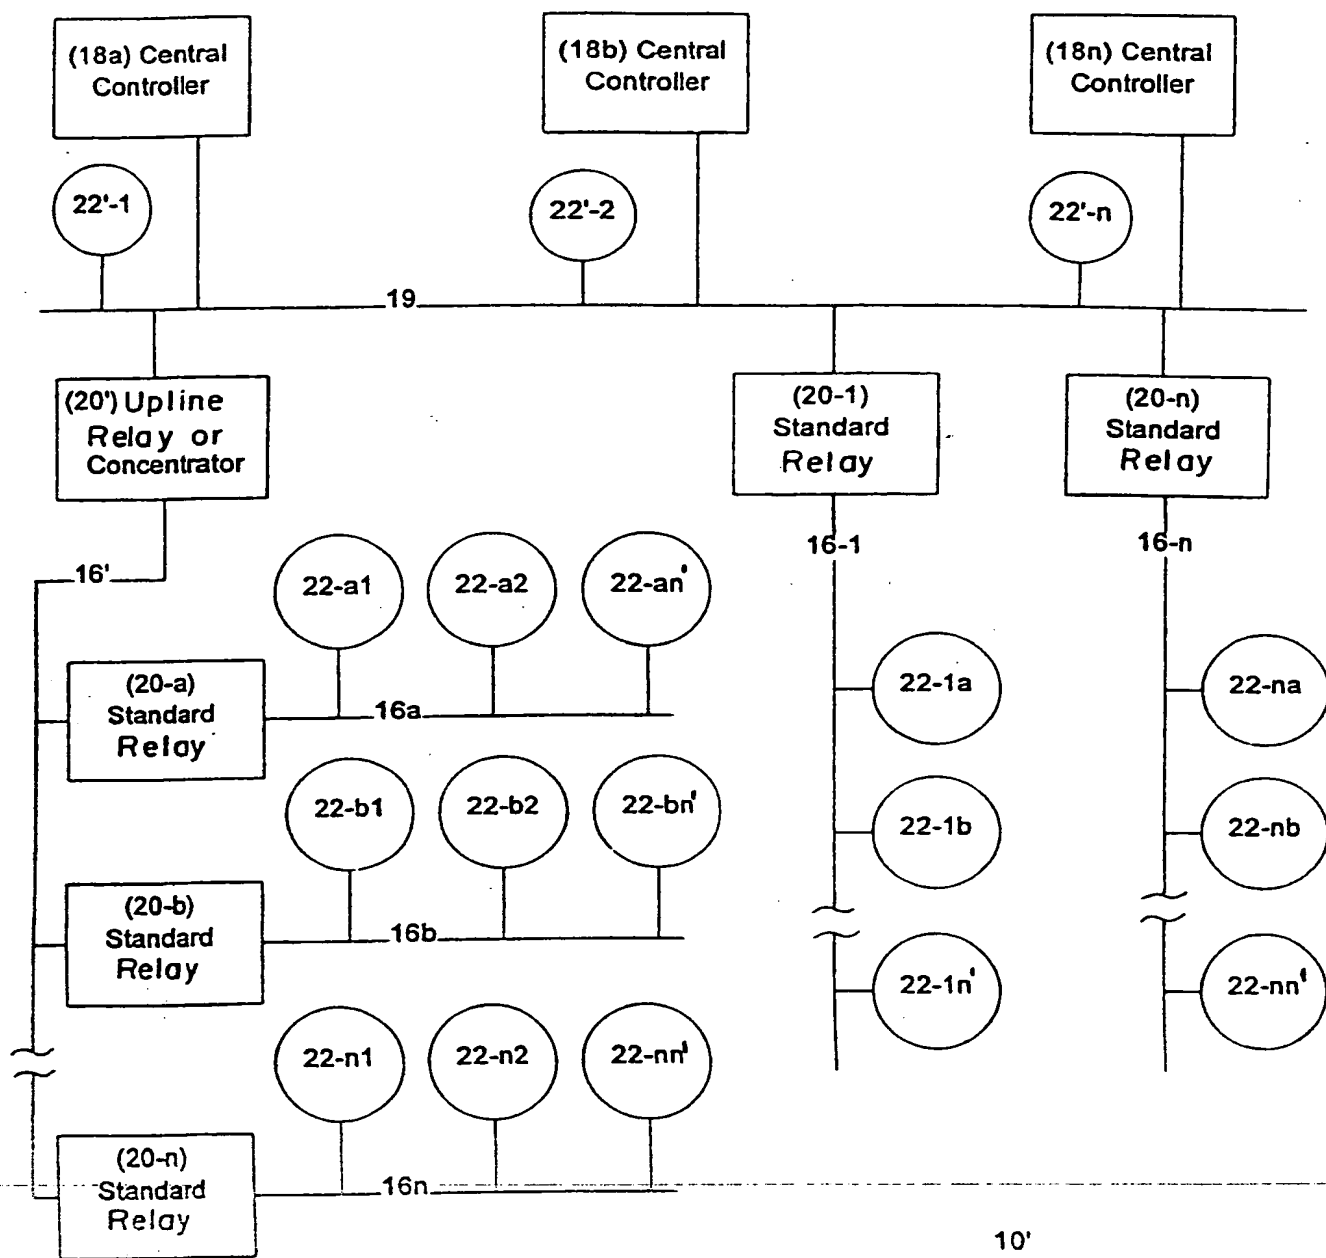 (18a) Central
Controller
(18b) Central
Controller
(18n) Central
Controller
22'-1
22'-2
22'-n
19
(20') Upline
Relay or
Concentrator
(20-1)
Standard
Relay
(20-n)
Standard
Relay
16'
16-1
16-n
22-a1
22-a2
22-an'
(20-a)
Standard
Relay
16a
22-1a
22-na
22-b1
22-b2
22-bn'
22-1b
22-nb
(20-b)
Standard
Relay
16b
22-1n'
22-nn'
22-n1
22-n2
22-nn'
(20-n)
Standard
Relay
16n
10'